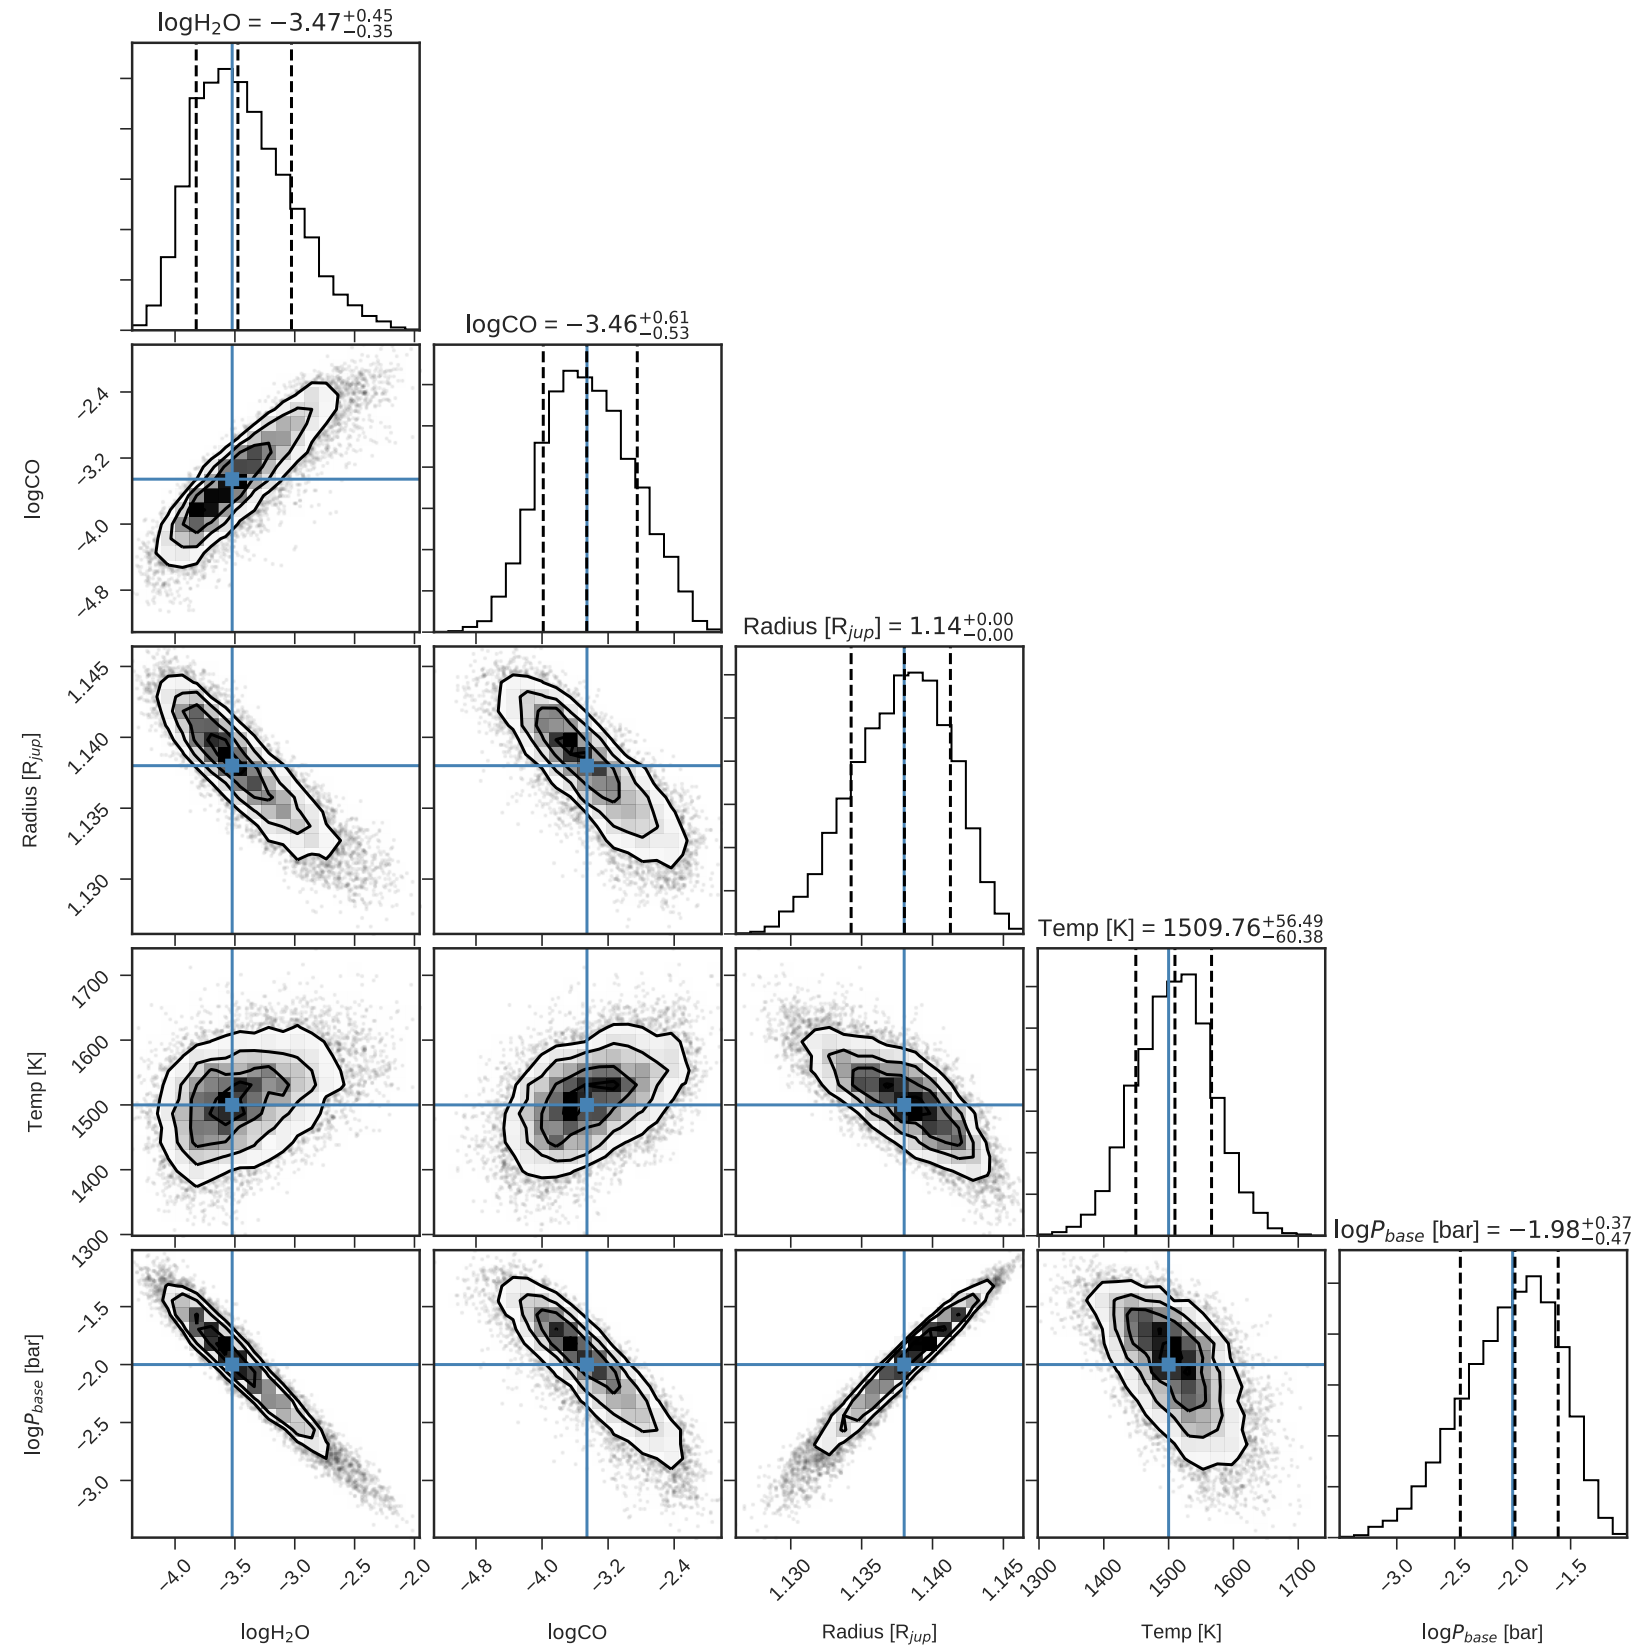 logH₂O = −3.47 +0.45 −0.35
logCO = −3.46 +0.61 −0.53
−2.4
−3.2
−4.0
−4.8
logCO
Radius [Rjup] = 1.14 +0.00 −0.00
1.145
1.140
1.135
1.130
Radius [Rjup]
Temp [K] = 1509.76 +56.49 −60.38
1700
1600
1500
1400
1300
Temp [K]
logPbase [bar] = −1.98 +0.37 −0.47
−1.5
−2.0
−2.5
−3.0
logPbase [bar]
−4.0 −3.5 −3.0 −2.5 −2.0
logH₂O
−4.8 −4.0 −3.2 −2.4
logCO
1.130 1.135 1.140 1.145
Radius [Rjup]
1300 1400 1500 1600 1700
Temp [K]
−3.0 −2.5 −2.0 −1.5
logPbase [bar]